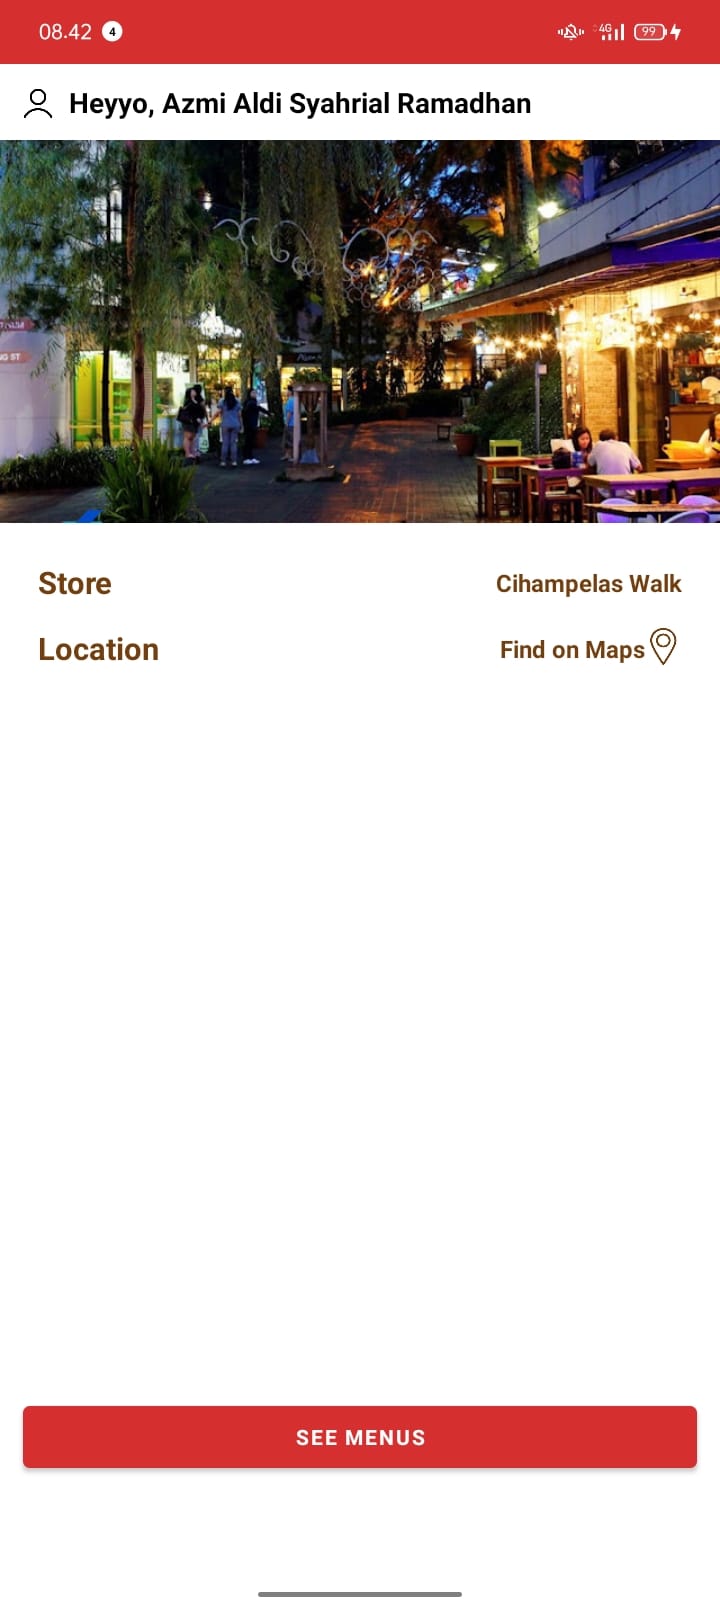 08.42 4 4G 99
Heyyo, Azmi Aldi Syahrial Ramadhan
Store Cihampelas Walk
Location Find on Maps
SEE MENUS